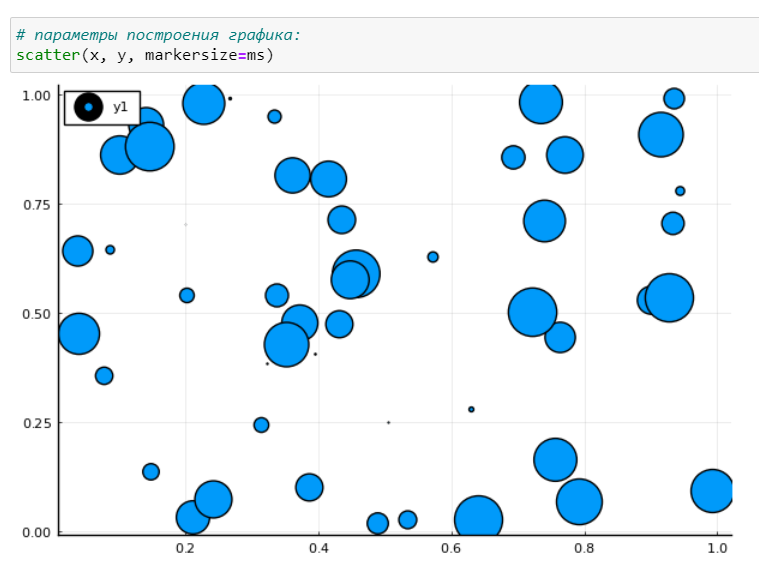 # параметры построения графика:
scatter(x, y, markersize=ms)
y1
1.00
0.75
0.50
0.25
0.00
0.2 0.4 0.6 0.8 1.0